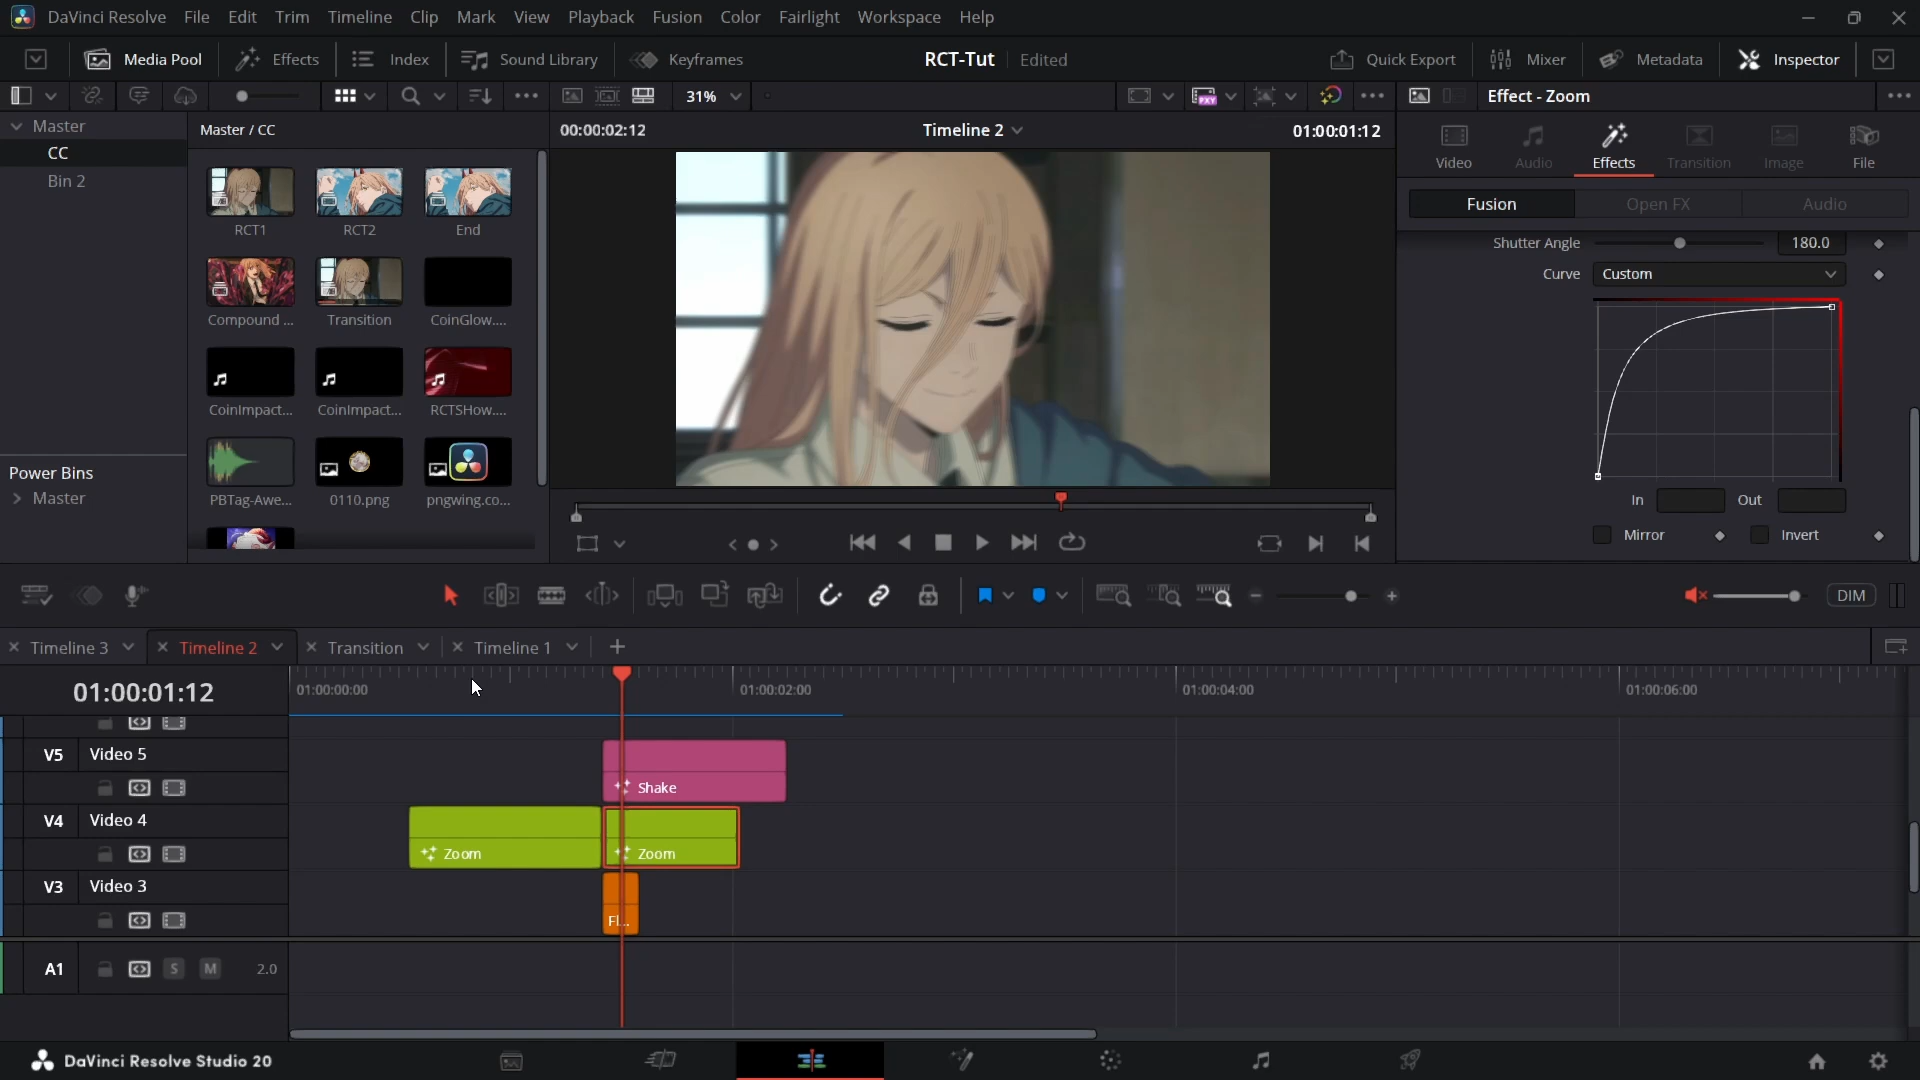 DaVinci Resolve File Edit Trim Timeline Clip Mark View Playback Fusion Color Fairlight Workspace Help
Media Pool Effects Index Sound Library Keyframes RCT-Tut Edited Quick Export Mixer Metadata Inspector
31% Effect - Zoom
Master
CC
Bin 2
Power Bins
Master
Master / CC
RCT1 RCT2 End
Compound ... Transition CoinGlow....
CoinImpact... CoinImpact... RCTSHow....
PBTag-Awe... 0110.png pngwing.co...
00:00:02:12 Timeline 2 01:00:01:12
Video Audio Effects Transition Image File
Fusion Open FX Audio
Shutter Angle 180.0
Curve Custom
In Out
Mirror Invert
DIM
Timeline 3 Timeline 2 Transition Timeline 1
01:00:01:12
01:00:00:00 01:00:02:00 01:00:04:00 01:00:06:00
V5 Video 5
Shake
V4 Video 4
Zoom Zoom
V3 Video 3
Fl...
A1 S M 2.0
DaVinci Resolve Studio 20